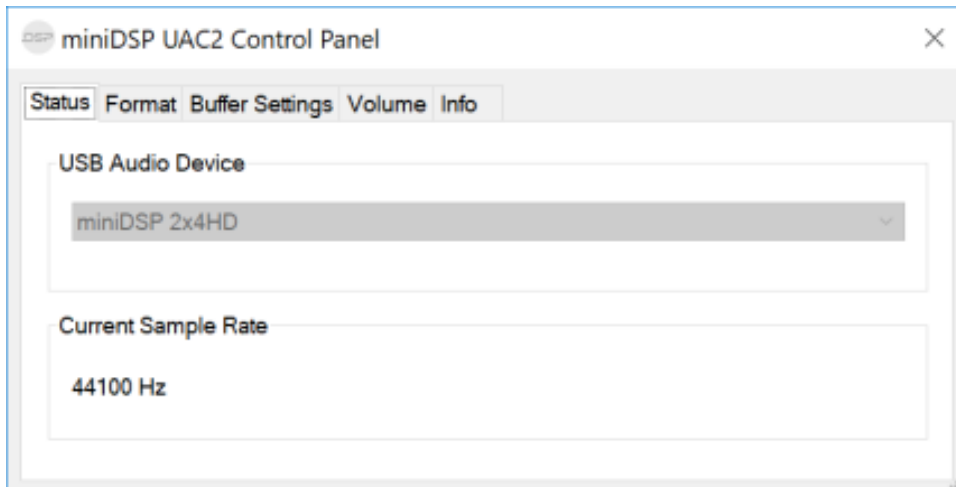 DSP miniDSP UAC2 Control Panel
Status Format Buffer Settings Volume Info
USB Audio Device
miniDSP 2x4HD
Current Sample Rate
44100 Hz